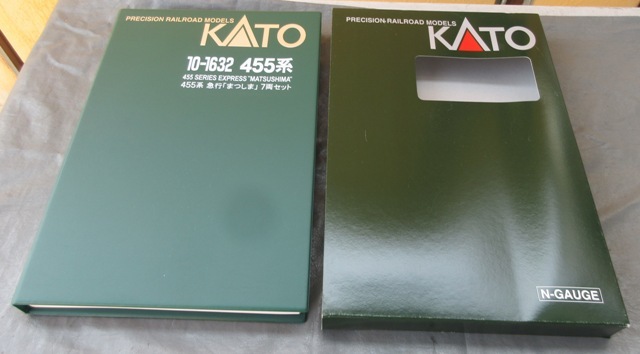 PRECISION RAILROAD MODELS
KATO
10-1632 455系
455 SERIES EXPRESS "MATSUSHIMA"
455系 急行「まつしま」7両セット
PRECISION RAILROAD MODELS
KATO
N-GAUGE